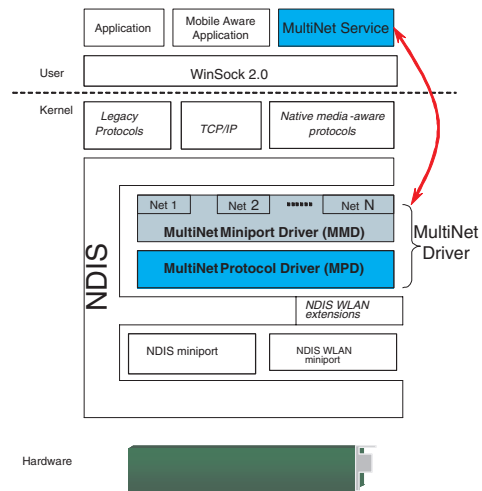 Application
Mobile Aware
Application
MultiNet Service
User
WinSock 2.0
Kernel
Legacy
Protocols
TCP/IP
Native media-aware
protocols
NDIS
Net 1
Net 2
Net N
MultiNet Miniport Driver (MMD)
MultiNet Protocol Driver (MPD)
MultiNet
Driver
NDIS WLAN
extensions
NDIS miniport
NDIS WLAN
miniport
Hardware